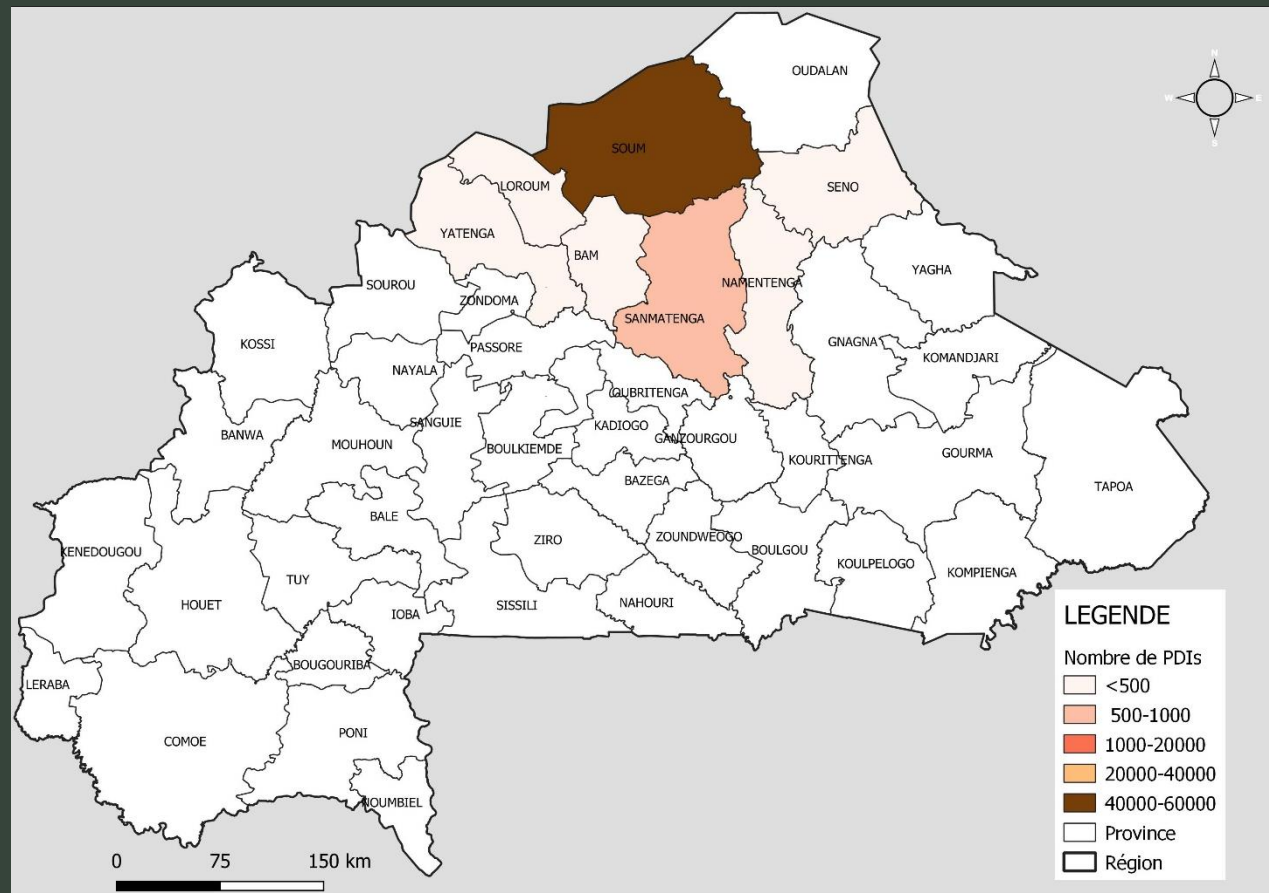 OUDALAN
N
W
E
S
SOUM
LOROUM
SENO
YATENGA
BAM
YAGHA
SOUROU
NAMENTENGA
ZONDOMA
SANMATENGA
KOSSI
GNAGNA
PASSORE
KOMANDJARI
NAYALA
OUBRITENGA
SANGUIE
KADIOGO
BANWA
MOUHOUN
GANZOURGOU
BOULKIEMDE
KOURITTENGA
GOURMA
BAZEGA
TAPOA
BALE
ZIRO
ZOUNDWEOGO
KENEDOUGOU
BOULGOU
KOULPELOGO
KOMPIENGA
TUY
HOUET
SISSILI
NAHOURI
IOBA
BOUGOURIBA
LERABA
PONI
COMOE
NOUMBIEL
LEGENDE
Nombre de PDIs
<500
500-1000
1000-20000
20000-40000
40000-60000
Province
Région
0 75 150 km